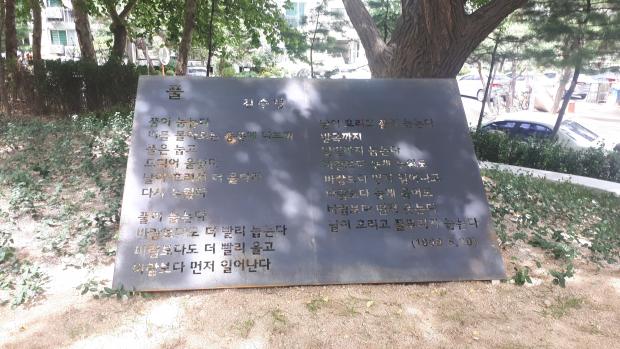 풀
김수영
풀이 눕는다
비를 몰아오는 동풍에 나부껴
풀은 눕고
드디어 울었다
날이 흐려서 더 울다가
다시 누웠다
풀이 눕는다
바람보다도 더 빨리 눕는다
바람보다도 더 빨리 울고
바람보다 먼저 일어난다
날이 흐리고 풀이 눕는다
발목까지
발밑까지 눕는다
바람보다 늦게 누워도
바람보다 먼저 일어나고
바람보다 늦게 울어도
바람보다 먼저 웃는다
날이 흐리고 풀뿌리가 눕는다